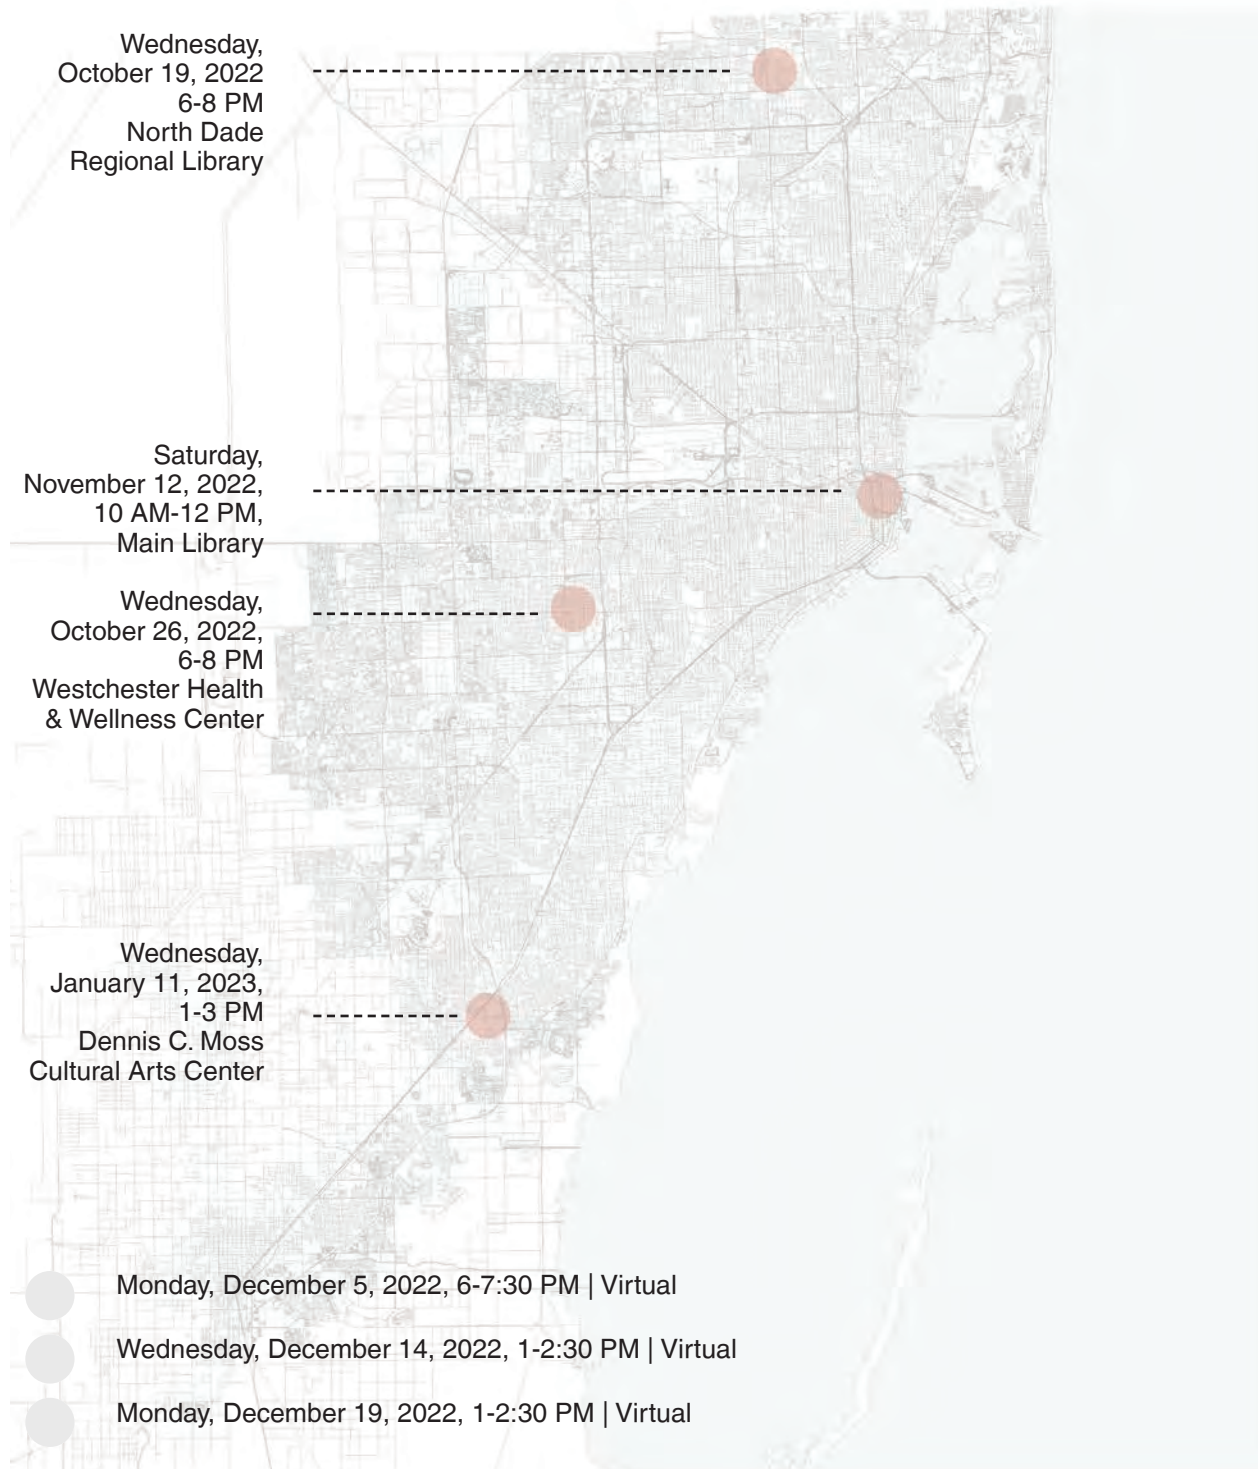 Wednesday,
October 19, 2022
6-8 PM
North Dade
Regional Library
Saturday,
November 12, 2022,
10 AM-12 PM,
Main Library
Wednesday,
October 26, 2022,
6-8 PM
Westchester Health
& Wellness Center
Wednesday,
January 11, 2023,
1-3 PM
Dennis C. Moss
Cultural Arts Center
Monday, December 5, 2022, 6-7:30 PM | Virtual
Wednesday, December 14, 2022, 1-2:30 PM | Virtual
Monday, December 19, 2022, 1-2:30 PM | Virtual